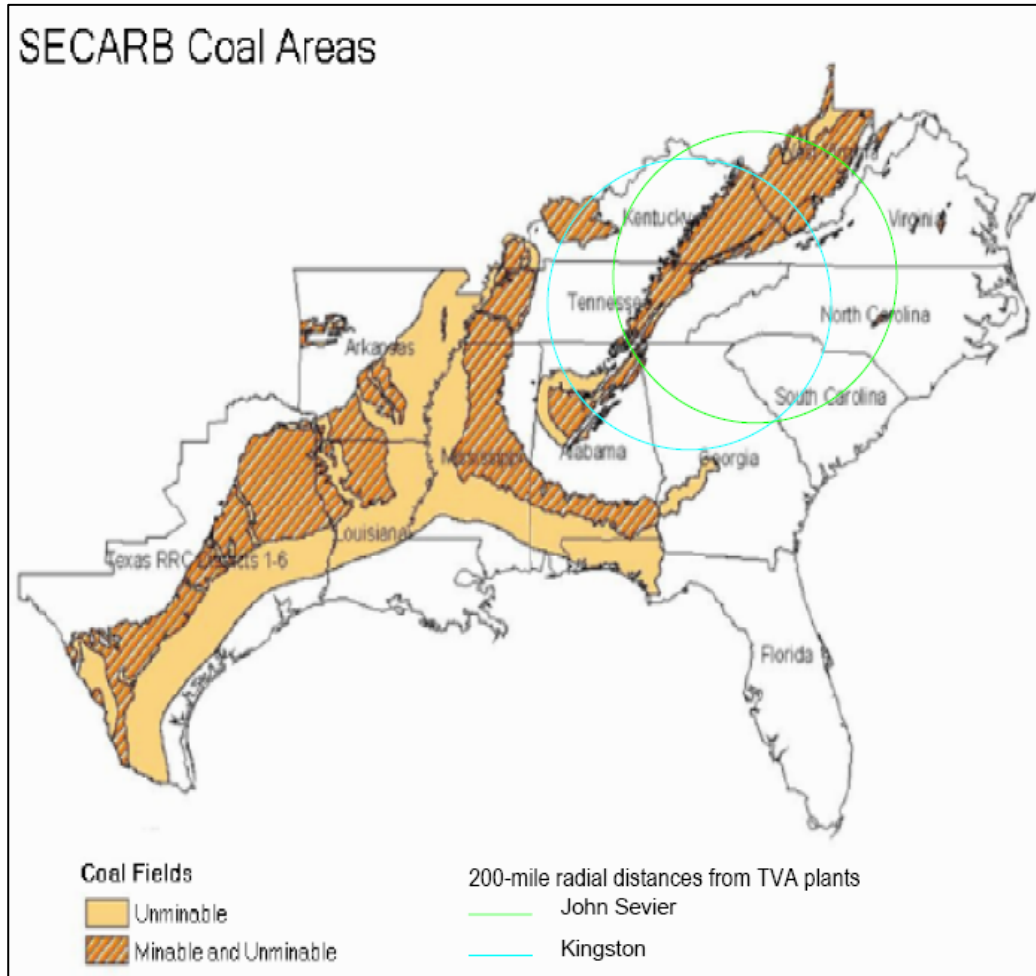 SECARB Coal Areas
Kentucky
Virginia
Tennessee
North Carolina
Arkansas
South Carolina
Mississippi
Alabama
Georgia
Louisiana
Texas RRC Districts 1-6
Florida
Coal Fields
Unminable
Minable and Unminable
200-mile radial distances from TVA plants
John Sevier
Kingston